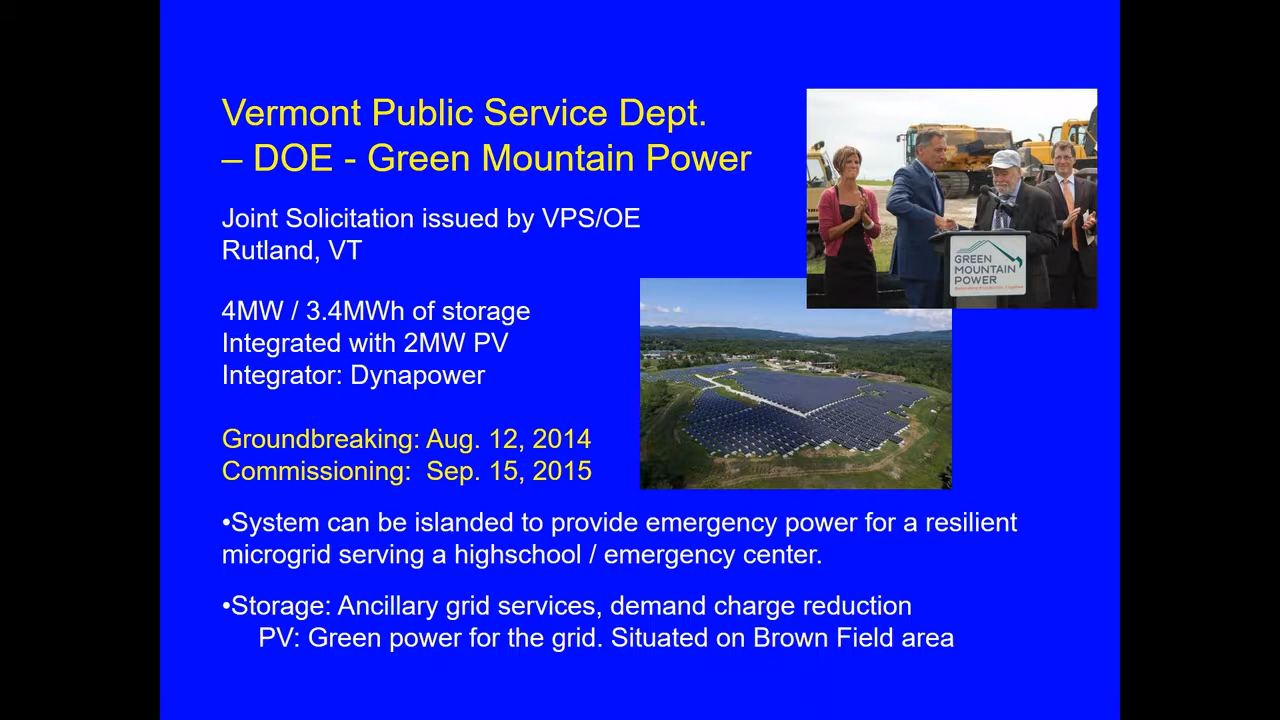 Vermont Public Service Dept.
– DOE - Green Mountain Power
Joint Solicitation issued by VPS/OE
Rutland, VT
4MW / 3.4MWh of storage
Integrated with 2MW PV
Integrator: Dynapower
Groundbreaking: Aug. 12, 2014
Commissioning: Sep. 15, 2015
•System can be islanded to provide emergency power for a resilient
microgrid serving a highschool / emergency center.
•Storage: Ancillary grid services, demand charge reduction
PV: Green power for the grid. Situated on Brown Field area
GREEN
MOUNTAIN
POWER